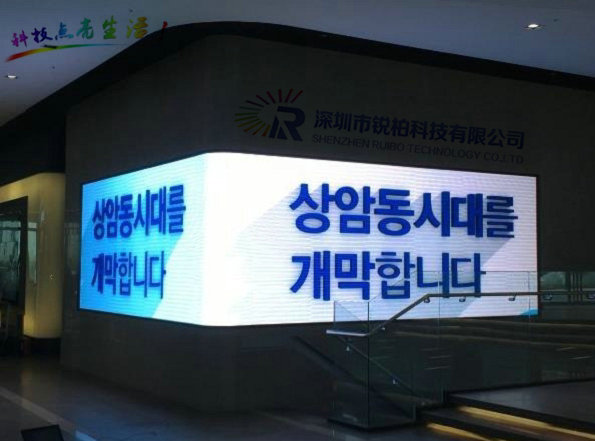 科技点亮生活！
深圳市锐柏科技有限公司
SHENZHEN RUIBO TECHNOLOGY CO.,LTD
상암동시대를
개막합니다
상암동시대를
개막합니다